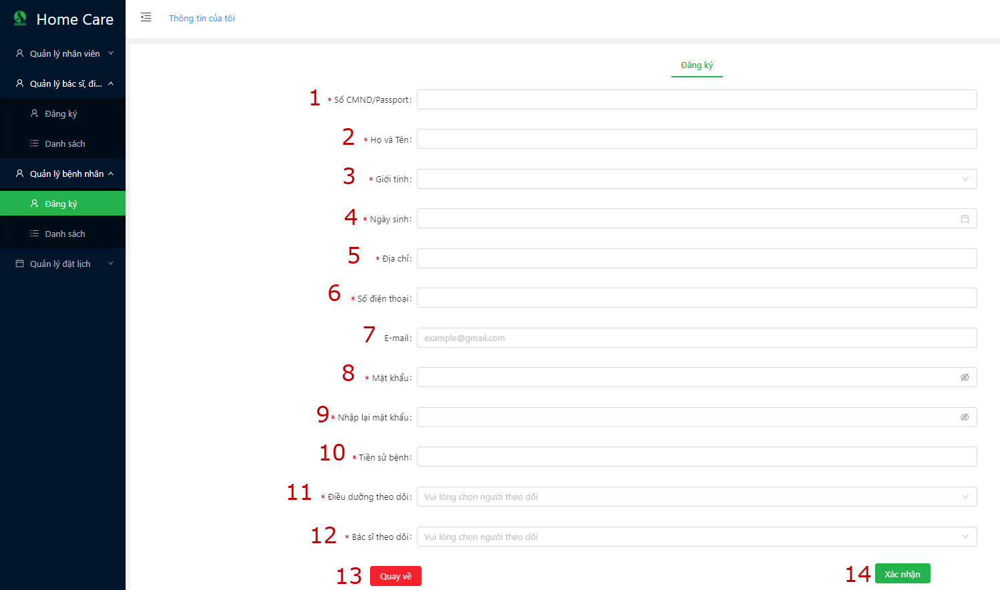 Home Care
Thông tin của tôi
Quản lý nhân viên
Quản lý bác sĩ, đi...
Đăng ký
Danh sách
Quản lý bệnh nhân
Đăng ký
Danh sách
Quản lý đặt lịch
Đăng ký
1 * Số CMND/Passport:
2 * Họ và Tên:
3 * Giới tính:
4 * Ngày sinh:
5 * Địa chỉ:
6 * Số điện thoại:
7 E-mail: example@gmail.com
8 * Mật khẩu:
9 * Nhập lại mật khẩu:
10 * Tiền sử bệnh:
11 * Điều dưỡng theo dõi: Vui lòng chọn người theo dõi
12 * Bác sĩ theo dõi: Vui lòng chọn người theo dõi
13 Quay về 14 Xác nhận